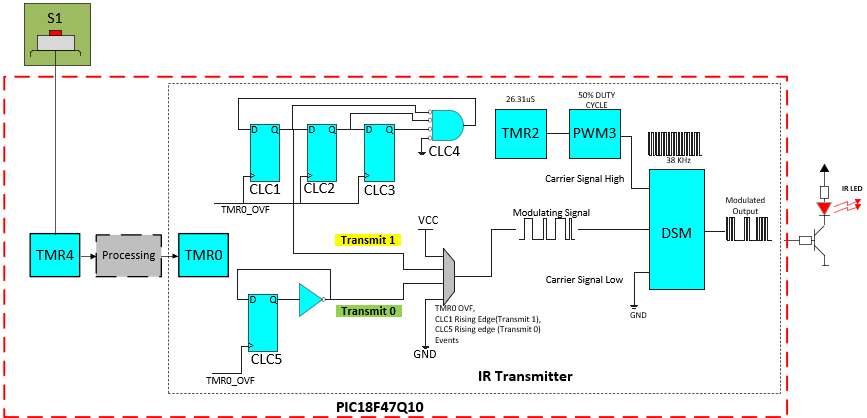 S1
26.31uS
50% DUTY
CYCLE
D Q
D Q
D Q
CLC4
TMR2
PWM3
38 KHz
CLC1
CLC2
CLC3
Carrier Signal High
IR LED
TMR0_OVF
VCC
Modulating Signal
Modulated
Output
DSM
Transmit 1
TMR4
Processing
TMR0
Carrier Signal Low
D Q
Transmit 0
TMR0 OVF,
CLC1 Rising Edge(Transmit 1),
CLC5 Rising edge (Transmit 0)
Events
GND
GND
CLC5
TMR0_OVF
IR Transmitter
PIC18F47Q10